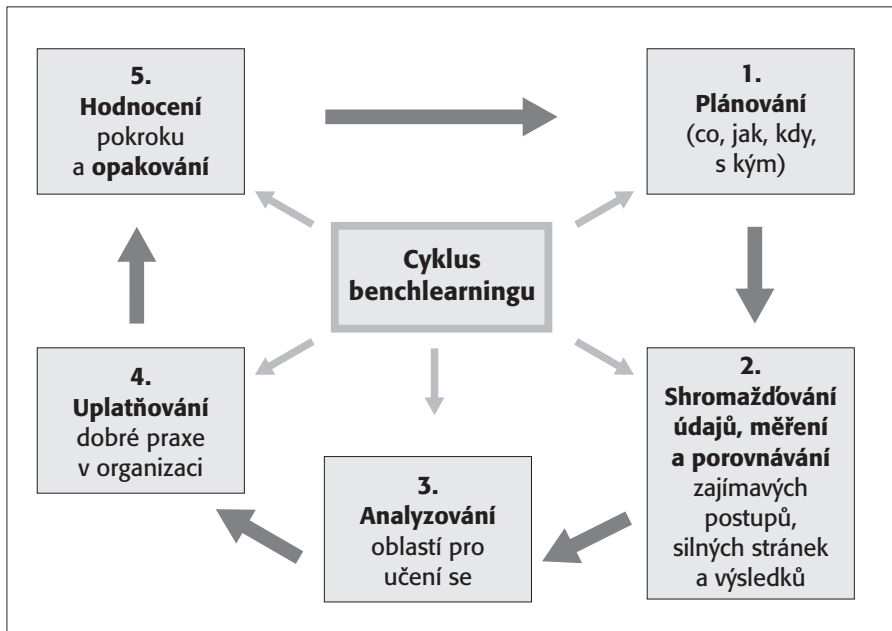 5.
Hodnocení
pokroku
a opakování
1.
Plánování
(co, jak, kdy,
s kým)
Cyklus
benchlearningu
4.
Uplatňování
dobré praxe
v organizaci
2.
Shromažďování
údajů, měření
a porovnávání
zajímavých
postupů,
silných stránek
a výsledků
3.
Analyzování
oblastí pro
učení se